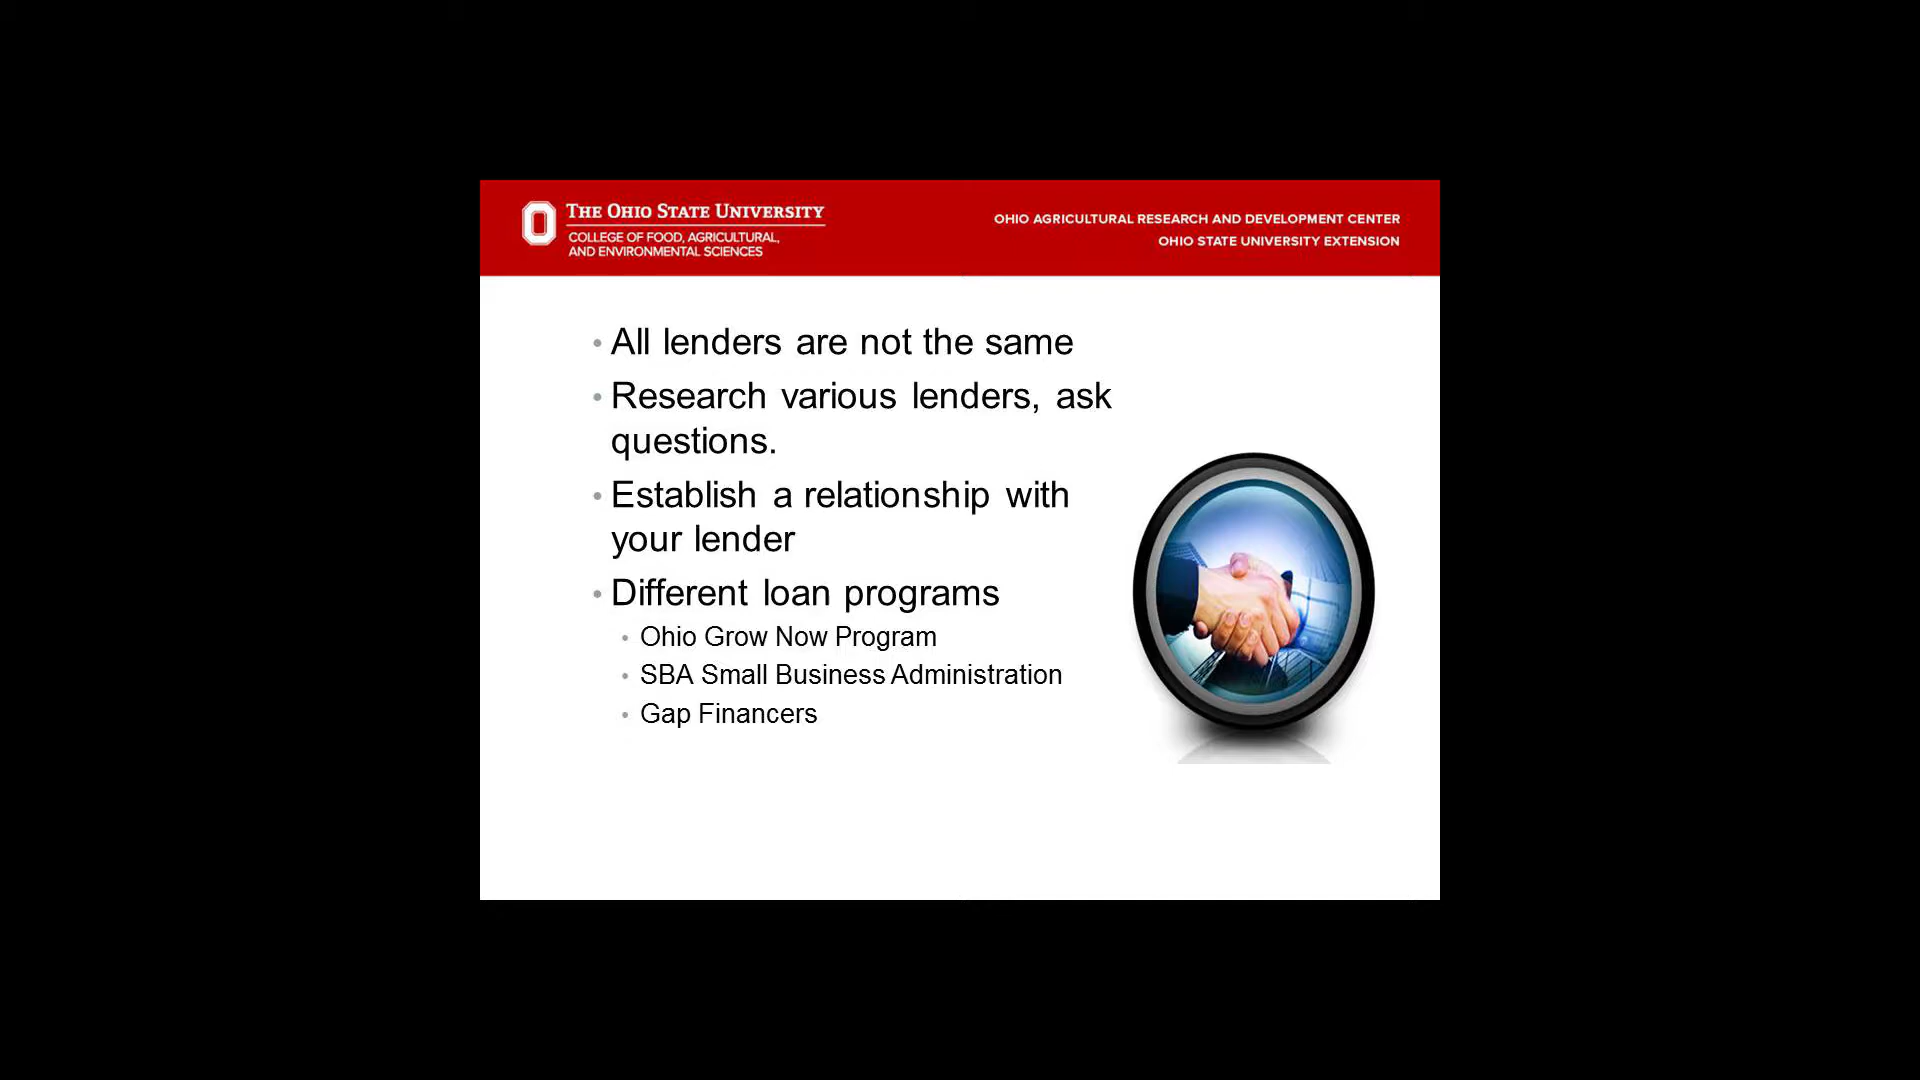 THE OHIO STATE UNIVERSITY
COLLEGE OF FOOD, AGRICULTURAL,
AND ENVIRONMENTAL SCIENCES
OHIO AGRICULTURAL RESEARCH AND DEVELOPMENT CENTER
OHIO STATE UNIVERSITY EXTENSION
• All lenders are not the same
• Research various lenders, ask
questions.
• Establish a relationship with
your lender
• Different loan programs
• Ohio Grow Now Program
• SBA Small Business Administration
• Gap Financers